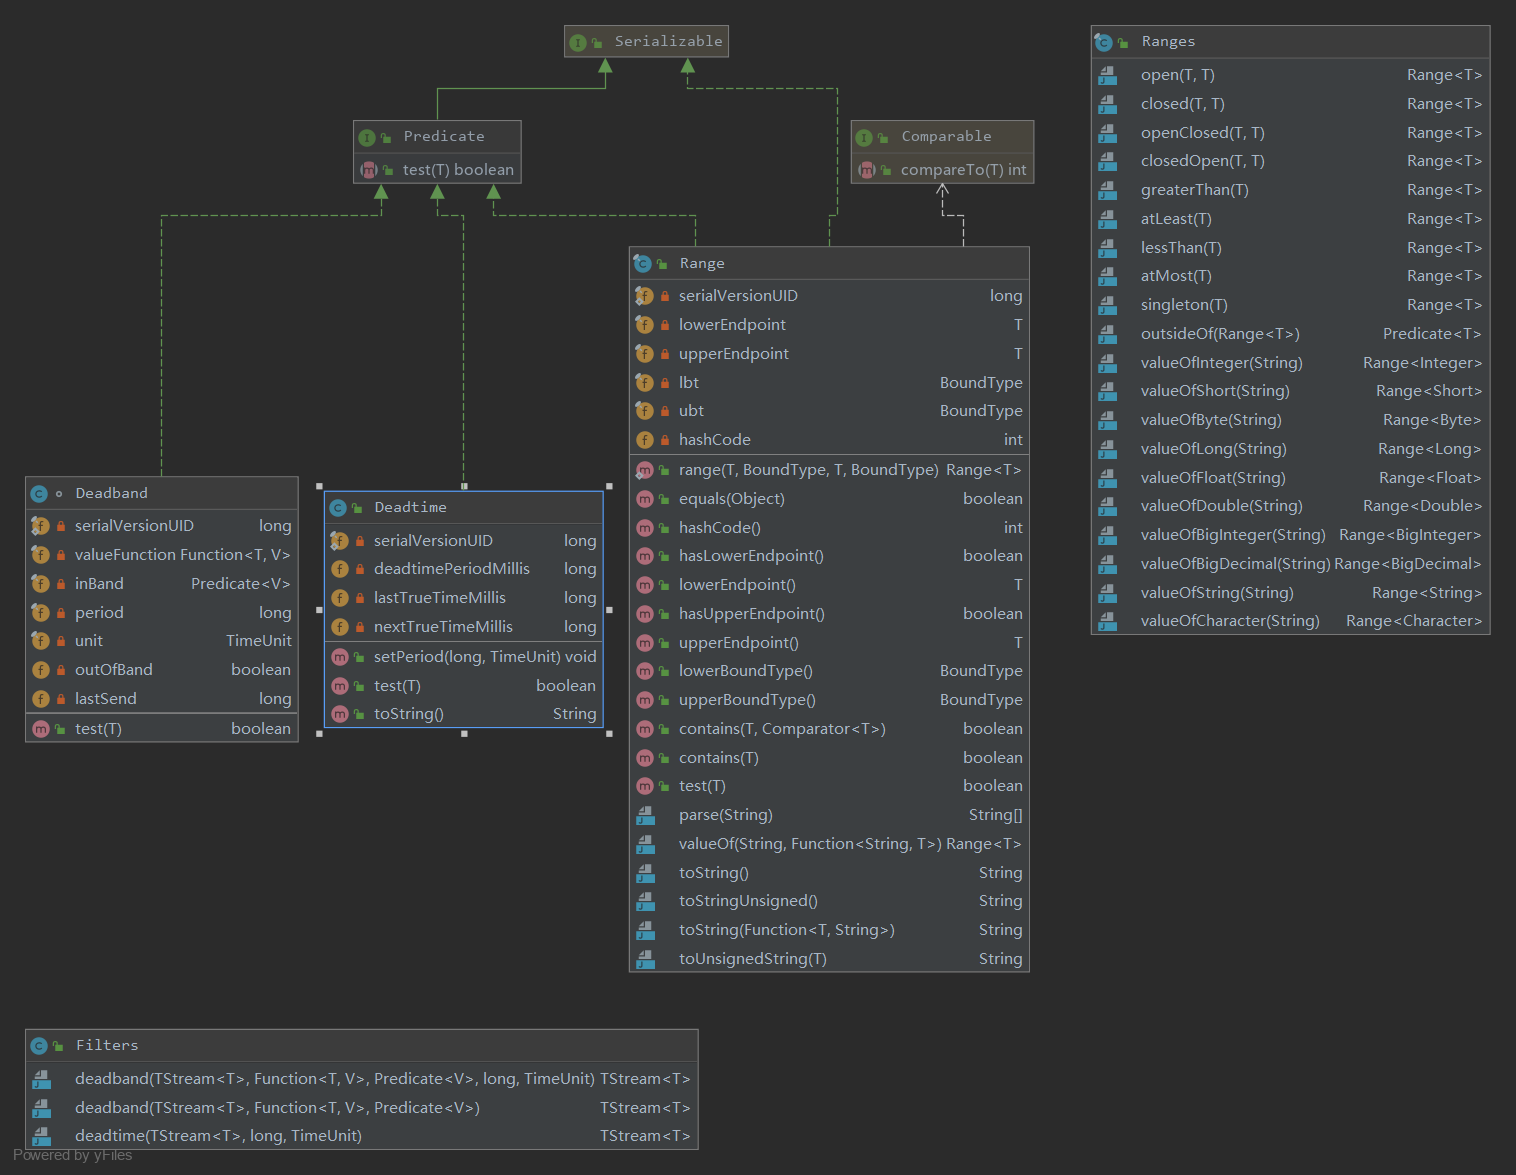 Serializable
Predicate
test(T) boolean
Comparable
compareTo(T) int
Deadband
serialVersionUID long
valueFunction Function<T, V>
inBand Predicate<V>
period long
unit TimeUnit
outOfBand boolean
lastSend long
test(T) boolean
Deadtime
serialVersionUID long
deadtimePeriodMillis long
lastTrueTimeMillis long
nextTrueTimeMillis long
setPeriod(long, TimeUnit) void
test(T) boolean
toString() String
Range
serialVersionUID long
lowerEndpoint T
upperEndpoint T
lbt BoundType
ubt BoundType
hashCode int
range(T, BoundType, T, BoundType) Range<T>
equals(Object) boolean
hashCode() int
hasLowerEndpoint() boolean
lowerEndpoint() T
hasUpperEndpoint() boolean
upperEndpoint() T
lowerBoundType() BoundType
upperBoundType() BoundType
contains(T, Comparator<T>) boolean
contains(T) boolean
test(T) boolean
parse(String) String[]
valueOf(String, Function<String, T>) Range<T>
toString() String
toStringUnsigned() String
toString(Function<T, String>) String
toUnsignedString(T) String
Ranges
open(T, T) Range<T>
closed(T, T) Range<T>
openClosed(T, T) Range<T>
closedOpen(T, T) Range<T>
greaterThan(T) Range<T>
atLeast(T) Range<T>
lessThan(T) Range<T>
atMost(T) Range<T>
singleton(T) Range<T>
outsideOf(Range<T>) Predicate<T>
valueOfInteger(String) Range<Integer>
valueOfShort(String) Range<Short>
valueOfByte(String) Range<Byte>
valueOfLong(String) Range<Long>
valueOfFloat(String) Range<Float>
valueOfDouble(String) Range<Double>
valueOfBigInteger(String) Range<BigInteger>
valueOfBigDecimal(String) Range<BigDecimal>
valueOfString(String) Range<String>
valueOfCharacter(String) Range<Character>
Filters
deadband(TStream<T>, Function<T, V>, Predicate<V>, long, TimeUnit) TStream<T>
deadband(TStream<T>, Function<T, V>, Predicate<V>) TStream<T>
deadtime(TStream<T>, long, TimeUnit) TStream<T>
Powered by yFiles